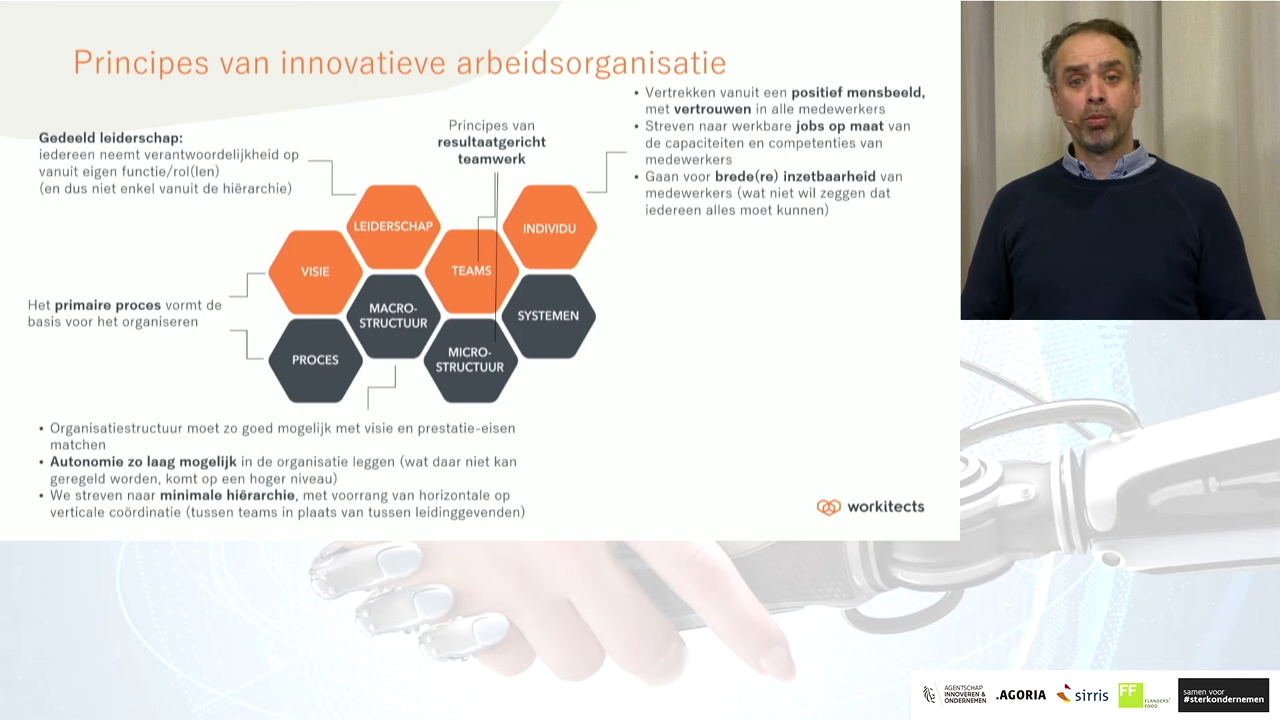 Principes van innovatieve arbeidsorganisatie
Gedeeld leiderschap:
iedereen neemt verantwoordelijkheid op
vanuit eigen functie/rol(len)
(en dus niet enkel vanuit de hiërarchie)
Principes van
resultaatgericht
teamwerk
• Vertrekken vanuit een positief mensbeeld,
met vertrouwen in alle medewerkers
• Streven naar werkbare jobs op maat van
de capaciteiten en competenties van
medewerkers
• Gaan voor brede(re) inzetbaarheid van
medewerkers (wat niet wil zeggen dat
iedereen alles moet kunnen)
LEIDERSCHAP
INDIVIDU
VISIE
TEAMS
MACRO-
STRUCTUUR
SYSTEMEN
PROCES
MICRO-
STRUCTUUR
Het primaire proces vormt de
basis voor het organiseren
• Organisatiestructuur moet zo goed mogelijk met visie en prestatie-eisen
matchen
• Autonomie zo laag mogelijk in de organisatie leggen (wat daar niet kan
geregeld worden, komt op een hoger niveau)
• We streven naar minimale hiërarchie, met voorrang van horizontale op
verticale coördinatie (tussen teams in plaats van tussen leidinggevenden)
workitects
AGENTSCHAP
INNOVEREN &
ONDERNEMEN
.AGORIA
sirris
FF
FLANDERS'
FOOD
samen voor
#sterkondernemen